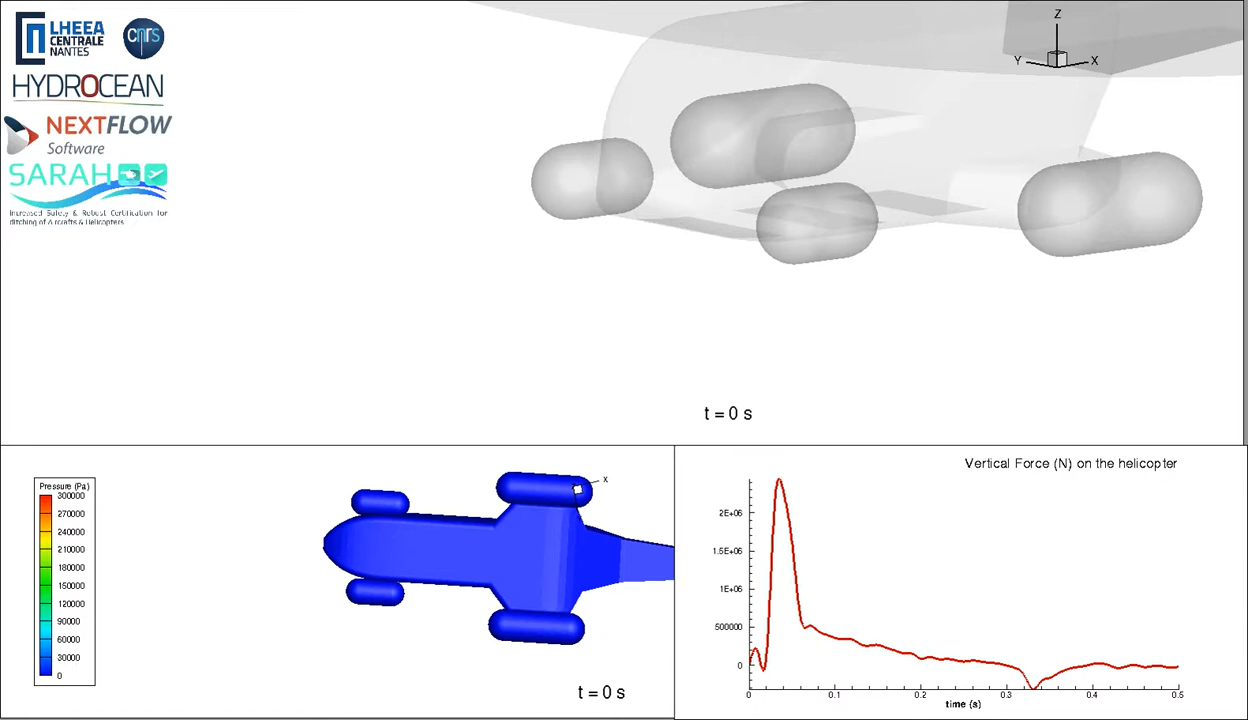 LHEEA
CENTRALE
NANTES
cnrs
HYDROCEAN
NEXTFLOW
Software
SARAH
Increased Safety & Robust Certification for
ditching of Aircrafts & Helicopters
Z
Y
X
t = 0 s
Pressure (Pa)
300000
270000
240000
210000
180000
150000
120000
90000
60000
30000
0
X
t = 0 s
Vertical Force (N) on the helicopter
2E+06
1.5E+06
1E+06
500000
0
0
0.1
0.2
0.3
0.4
0.5
time (s)